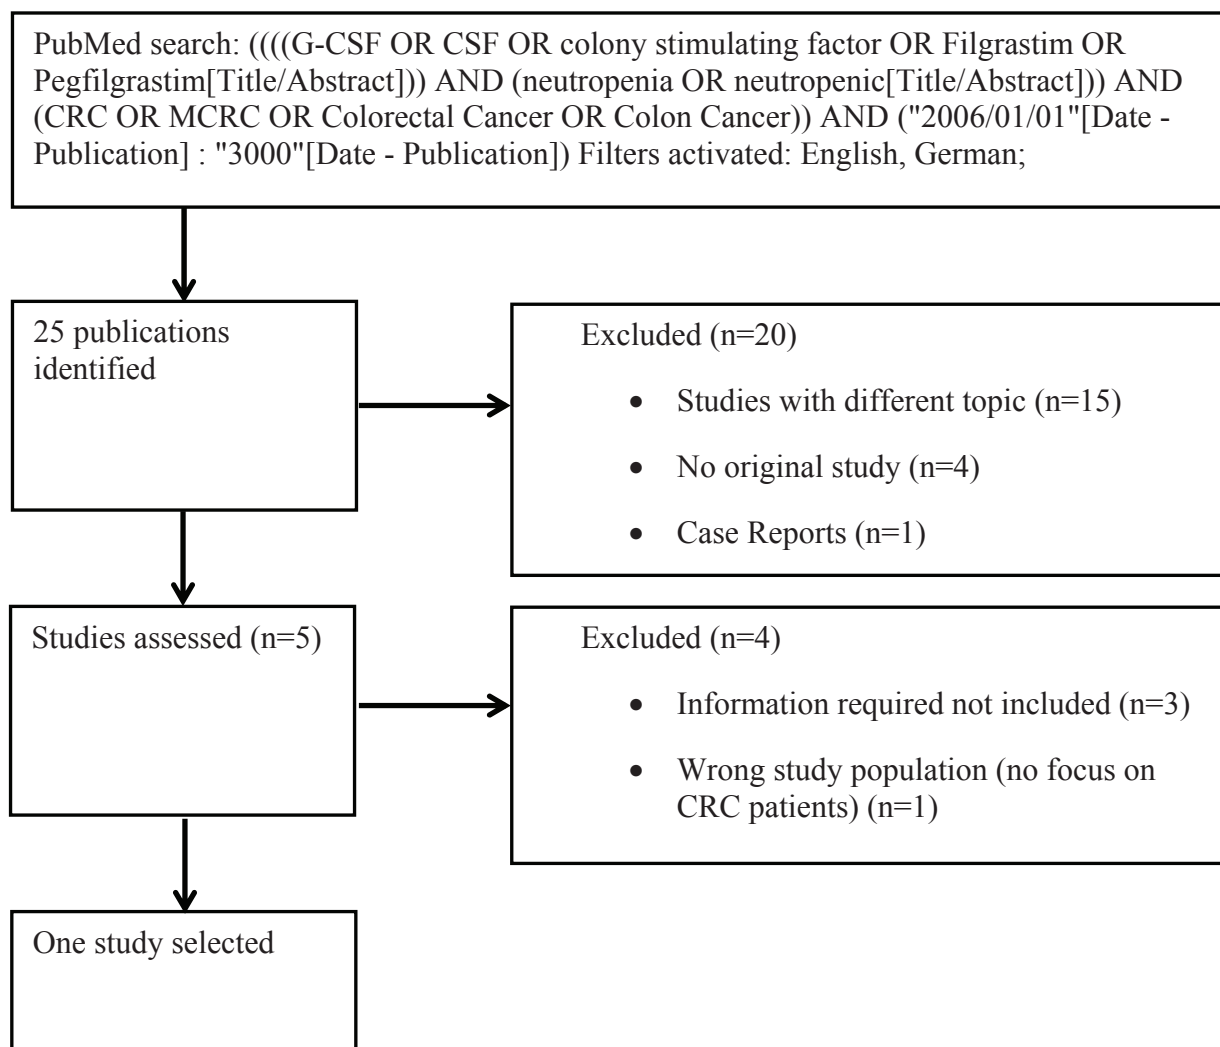 PubMed search: ((((G-CSF OR CSF OR colony stimulating factor OR Filgrastim OR
Pegfilgrastim[Title/Abstract])) AND (neutropenia OR neutropenic[Title/Abstract])) AND
(CRC OR MCRC OR Colorectal Cancer OR Colon Cancer)) AND ("2006/01/01"[Date -
Publication] : "3000"[Date - Publication]) Filters activated: English, German;
25 publications
identified
Excluded (n=20)
• Studies with different topic (n=15)
• No original study (n=4)
• Case Reports (n=1)
Studies assessed (n=5)
Excluded (n=4)
• Information required not included (n=3)
• Wrong study population (no focus on
CRC patients) (n=1)
One study selected